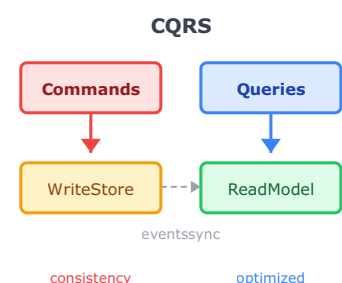 CQRS
Commands Queries
WriteStore ReadModel
eventssync
consistency optimized